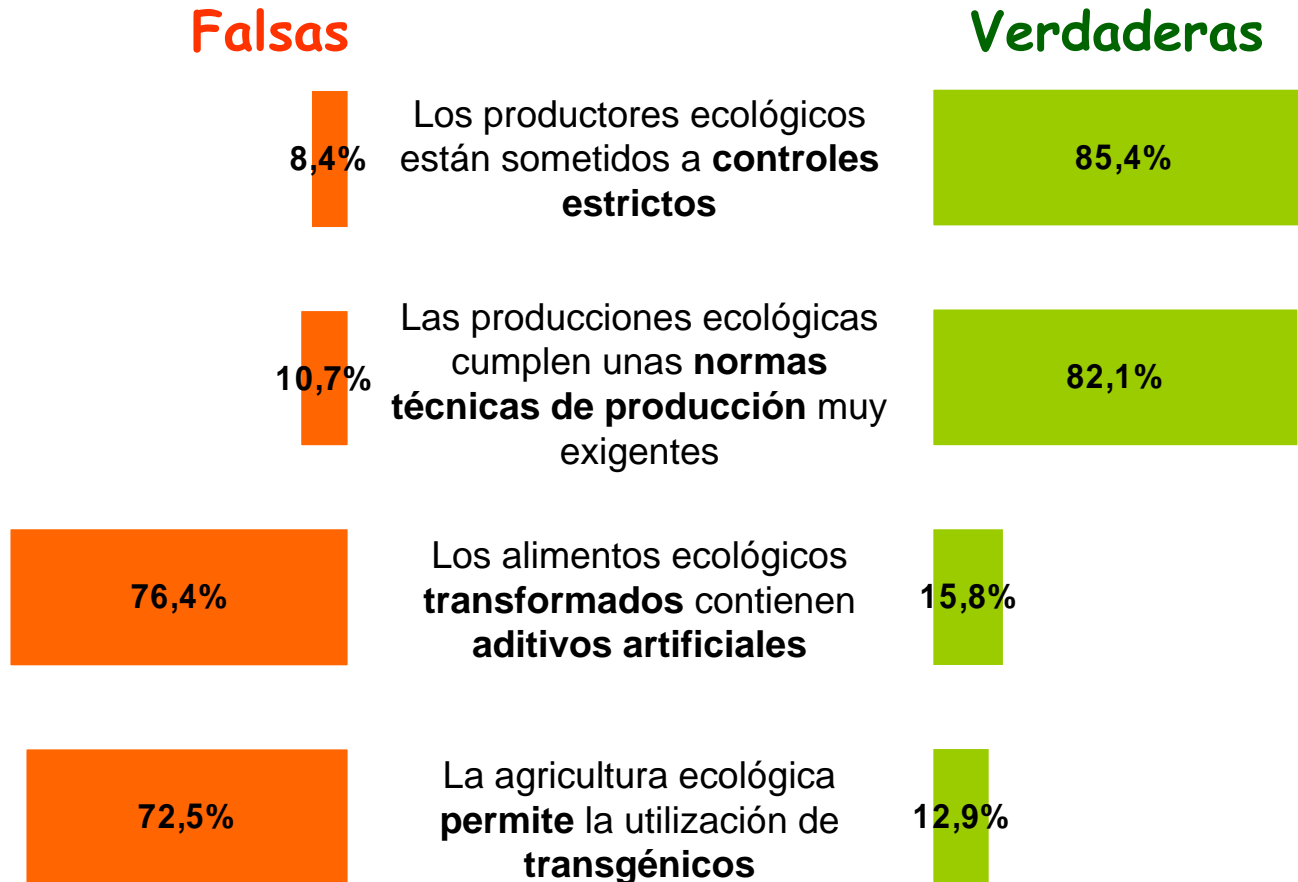 Falsas Verdaderas
Los productores ecológicos
8,4% están sometidos a controles 85,4%
estrictos
Las producciones ecológicas
cumplen unas normas
10,7% técnicas de producción muy 82,1%
exigentes
Los alimentos ecológicos
76,4% transformados contienen 15,8%
aditivos artificiales
La agricultura ecológica
72,5% permite la utilización de 12,9%
transgénicos